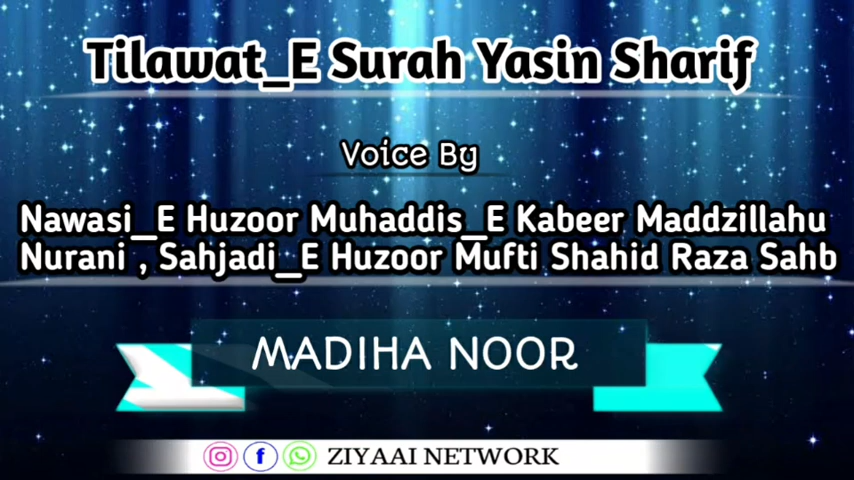 Tilawat_E Surah Yasin Sharif
Voice By
Nawasi_E Huzoor Muhaddis_E Kabeer Maddzillahu
Nurani , Sahjadi_E Huzoor Mufti Shahid Raza Sahb
MADIHA NOOR
ZIYAAI NETWORK